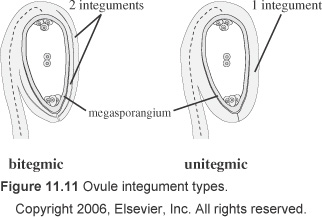 2 integuments
1 integument
megasporangium
bitegmic
unitegmic
Figure 11.11 Ovule integument types.
Copyright 2006, Elsevier, Inc. All rights reserved.